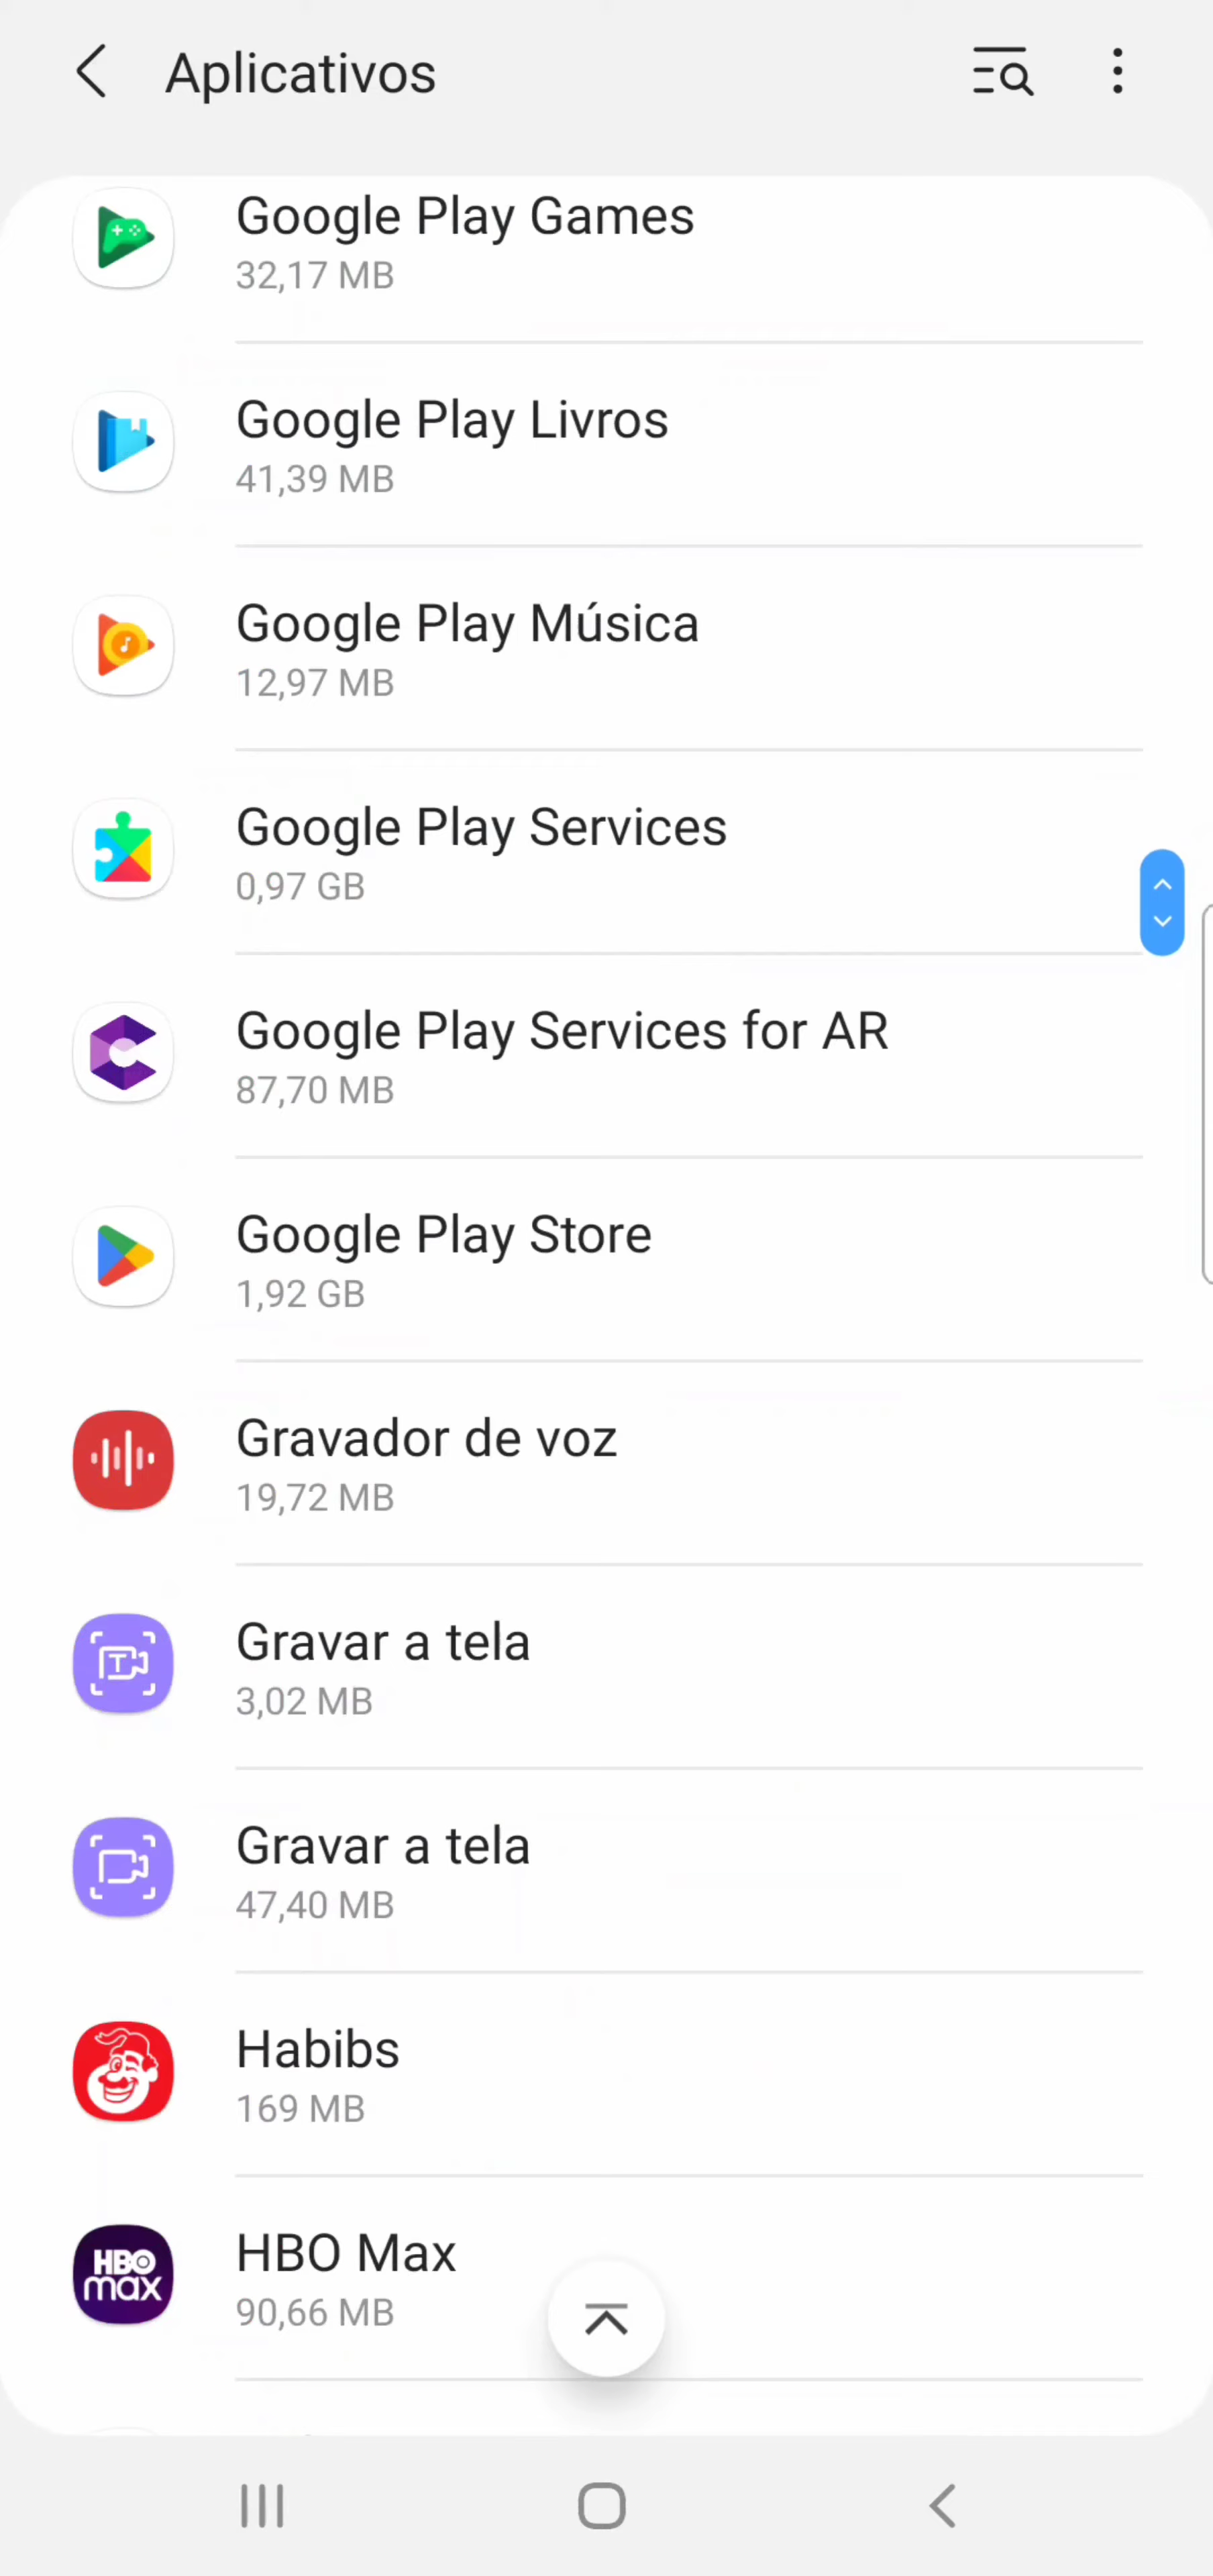 Aplicativos
Google Play Games
32,17 MB
Google Play Livros
41,39 MB
Google Play Música
12,97 MB
Google Play Services
0,97 GB
Google Play Services for AR
87,70 MB
Google Play Store
1,92 GB
Gravador de voz
19,72 MB
T
Gravar a tela
3,02 MB
Gravar a tela
47,40 MB
Habibs
169 MB
HBO
max
HBO Max
90,66 MB